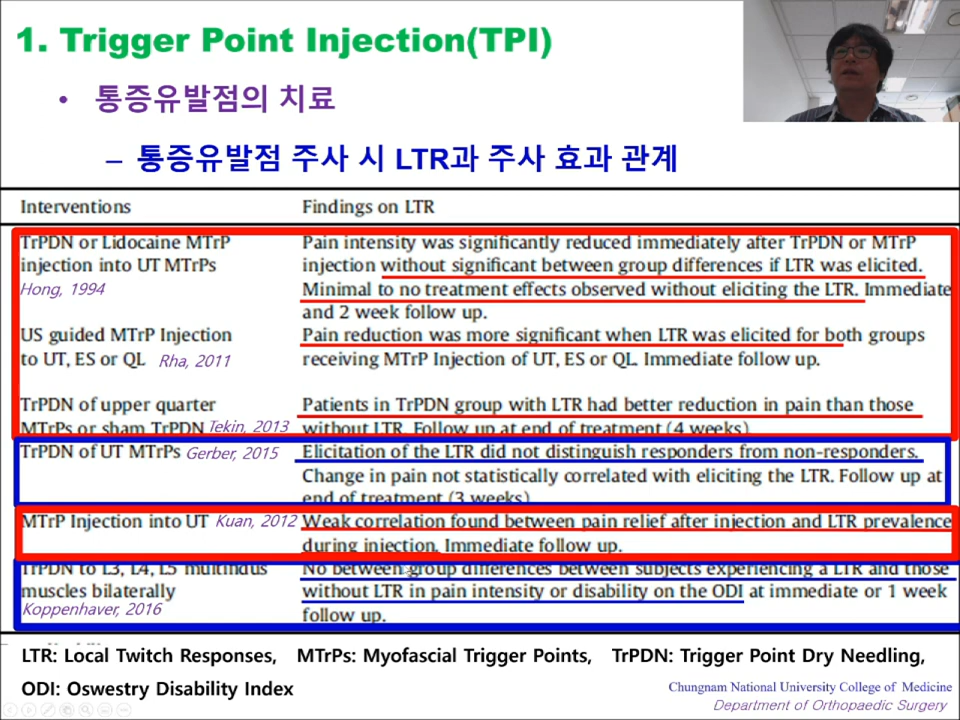 1. Trigger Point Injection(TPI)
• 통증유발점의 치료
– 통증유발점 주사 시 LTR과 주사 효과 관계
Interventions Findings on LTR
TrPDN or Lidocaine MTrP Pain intensity was significantly reduced immediately after TrPDN or MTrP
injection into UT MTrPs injection without significant between group differences if LTR was elicited.
Hong, 1994 Minimal to no treatment effects observed without eliciting the LTR. Immediate
and 2 week follow up.
US guided MTrP Injection Pain reduction was more significant when LTR was elicited for both groups
to UT, ES or QL Rha, 2011 receiving MTrP Injection of UT, ES or QL. Immediate follow up.
TrPDN of upper quarter Patients in TrPDN group with LTR had better reduction in pain than those
MTrPs or sham TrPDN Tekin, 2013 without LTR. Follow up at end of treatment (4 weeks)
TrPDN of UT MTrPs Gerber, 2015 Elicitation of the LTR did not distinguish responders from non-responders.
Change in pain not statistically correlated with eliciting the LTR. Follow up at
end of treatment (3 weeks)
MTrP Injection into UT Kuan, 2012 Weak correlation found between pain relief after injection and LTR prevalence
during injection. Immediate follow up.
TrPDN to L3, L4, L5 multifidus No between group differences between subjects experiencing a LTR and those
muscles bilaterally without LTR in pain intensity or disability on the ODI at immediate or 1 week
Koppenhaver, 2016 follow up.
LTR: Local Twitch Responses, MTrPs: Myofascial Trigger Points, TrPDN: Trigger Point Dry Needling,
ODI: Oswestry Disability Index
Chungnam National University College of Medicine
Department of Orthopaedic Surgery